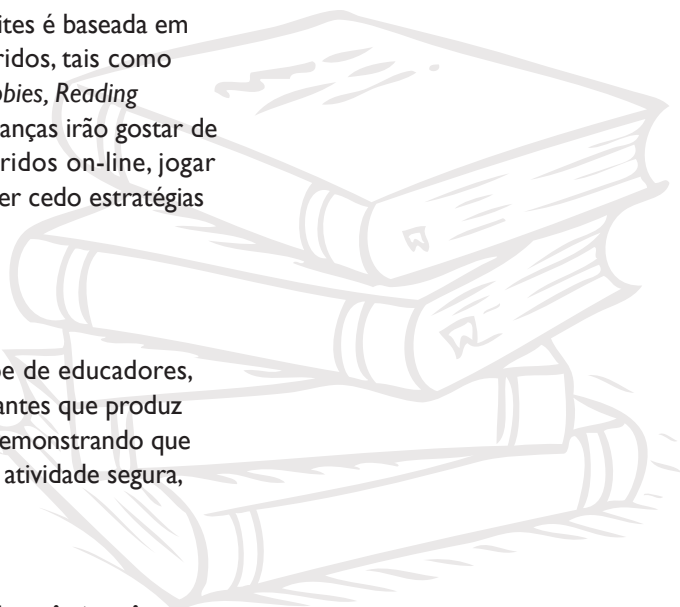 ites é baseada em
ridos, tais como
bies, Reading
anças irão gostar de
ridos on-line, jogar
er cedo estratégias
e de educadores,
antes que produz
emonstrando que
atividade segura,